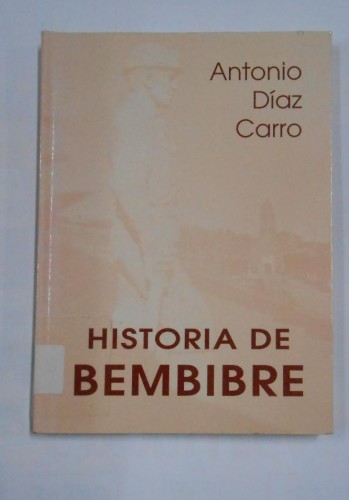 Antonio
Díaz
Carro
HISTORIA DE
BEMBIBRE